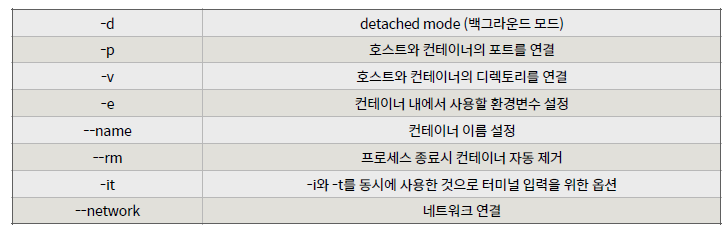 -d detached mode (백그라운드 모드)
-p 호스트와 컨테이너의 포트를 연결
-v 호스트와 컨테이너의 디렉토리를 연결
-e 컨테이너 내에서 사용할 환경변수 설정
--name 컨테이너 이름 설정
--rm 프로세스 종료시 컨테이너 자동 제거
-it -i와 -t를 동시에 사용한 것으로 터미널 입력을 위한 옵션
--network 네트워크 연결